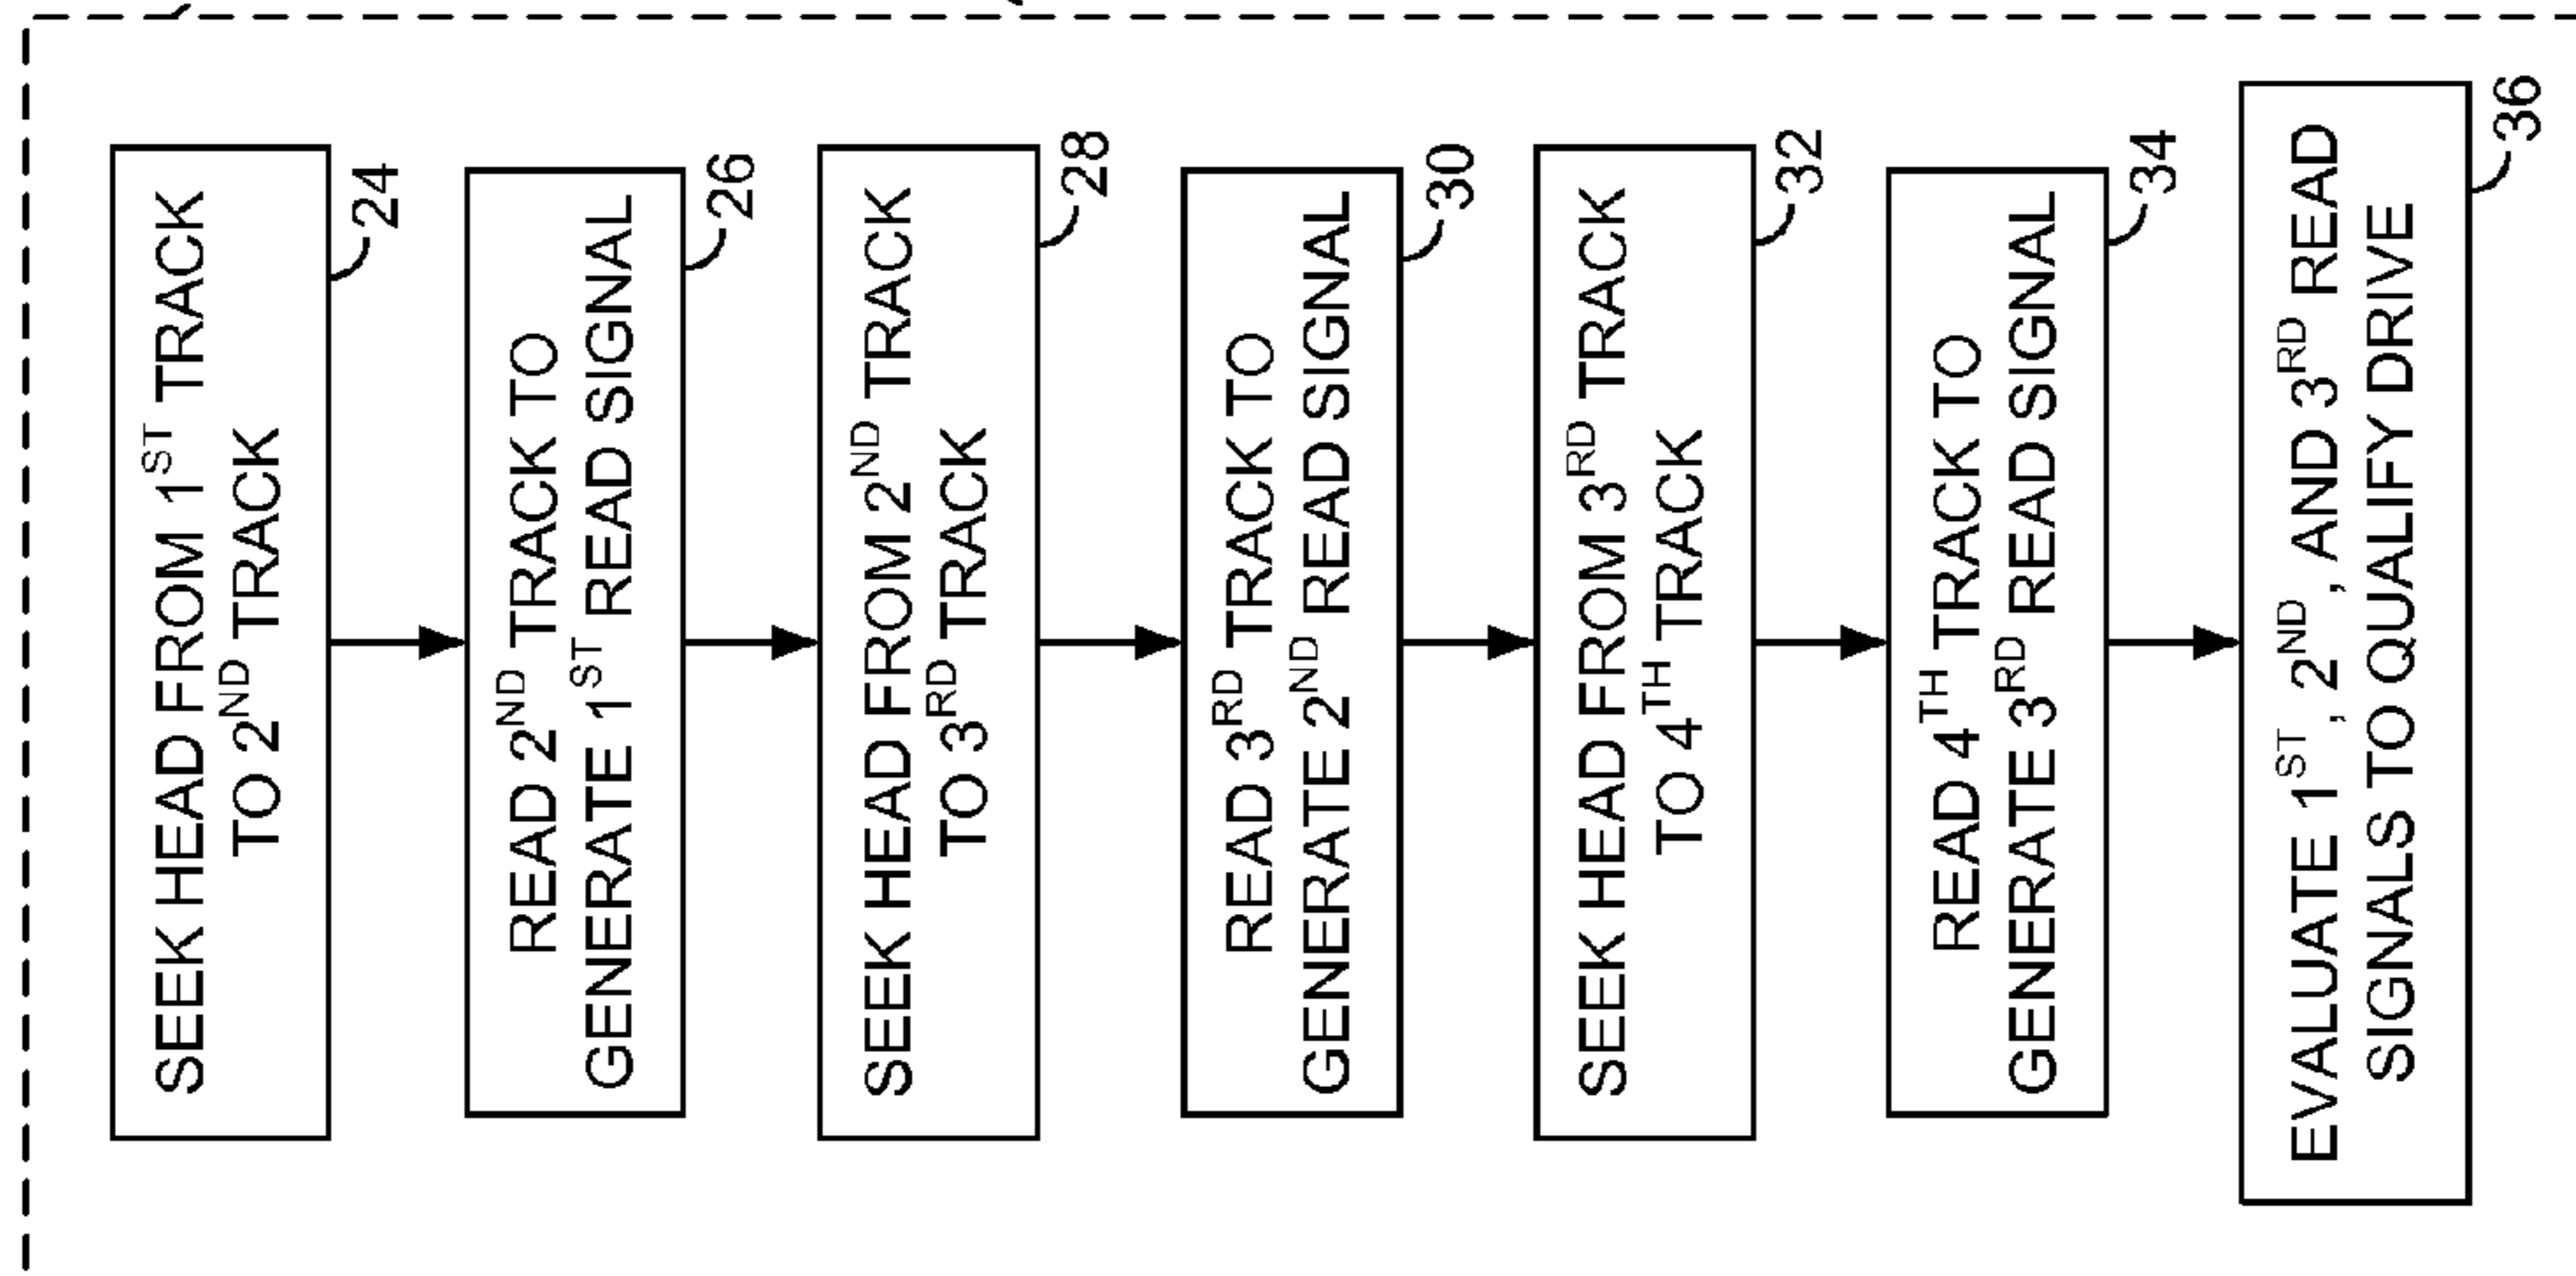 SEEK HEAD FROM 1ST TRACK
TO 2ND TRACK
24
READ 2ND TRACK TO
GENERATE 1ST READ SIGNAL
26
SEEK HEAD FROM 2ND TRACK
TO 3RD TRACK
28
READ 3RD TRACK TO
GENERATE 2ND READ SIGNAL
30
SEEK HEAD FROM 3RD TRACK
TO 4TH TRACK
32
READ 4TH TRACK TO
GENERATE 3RD READ SIGNAL
34
EVALUATE 1ST, 2ND, AND 3RD READ
SIGNALS TO QUALIFY DRIVE
36